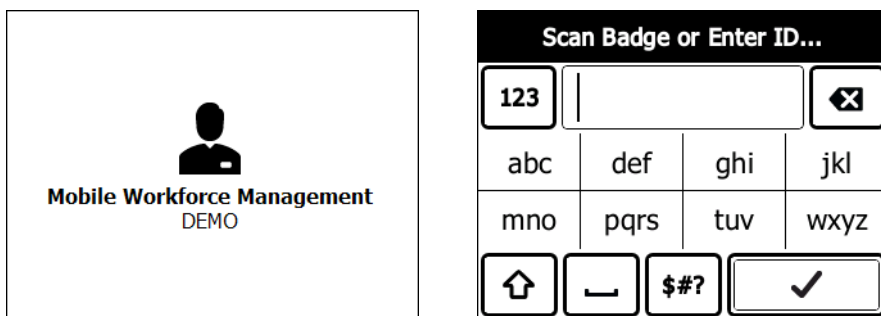 Mobile Workforce Management
DEMO
Scan Badge or Enter ID...
123
abc def ghi jkl
mno pqrs tuv wxyz
$#?